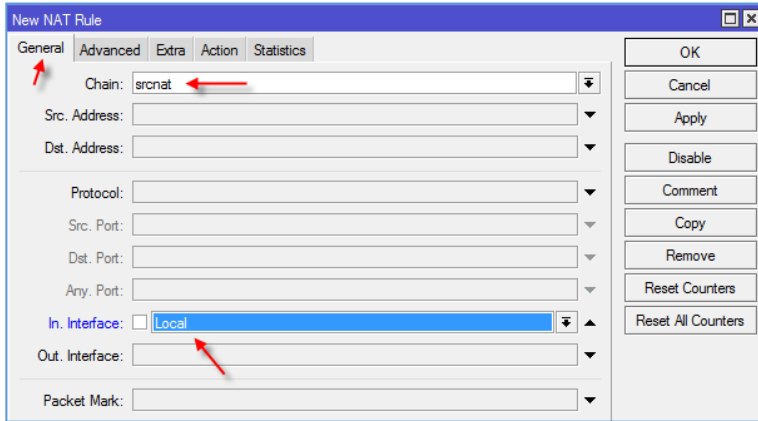 New NAT Rule
General Advanced Extra Action Statistics
OK
Chain: srcnat
Cancel
Src. Address:
Apply
Dst. Address:
Disable
Protocol:
Comment
Src. Port:
Copy
Dst. Port:
Remove
Any. Port:
Reset Counters
In. Interface: Local
Reset All Counters
Out. Interface:
Packet Mark: